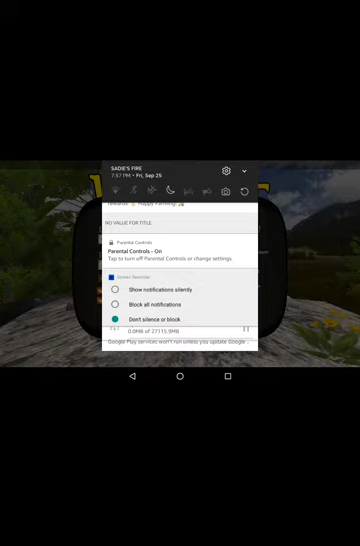 SADIE'S FIRE
7:57 PM • Fri, Sep 25
rewards! Happy Farming!
NO VALUE FOR TITLE
Parental Controls
Parental Controls - On
Tap to turn off Parental Controls or change settings.
Screen Recorder
Show notifications silently
Block all notifications
Don't silence or block
0.0MB of 27115.9MB
Google Play services won't run unless you update Google ..